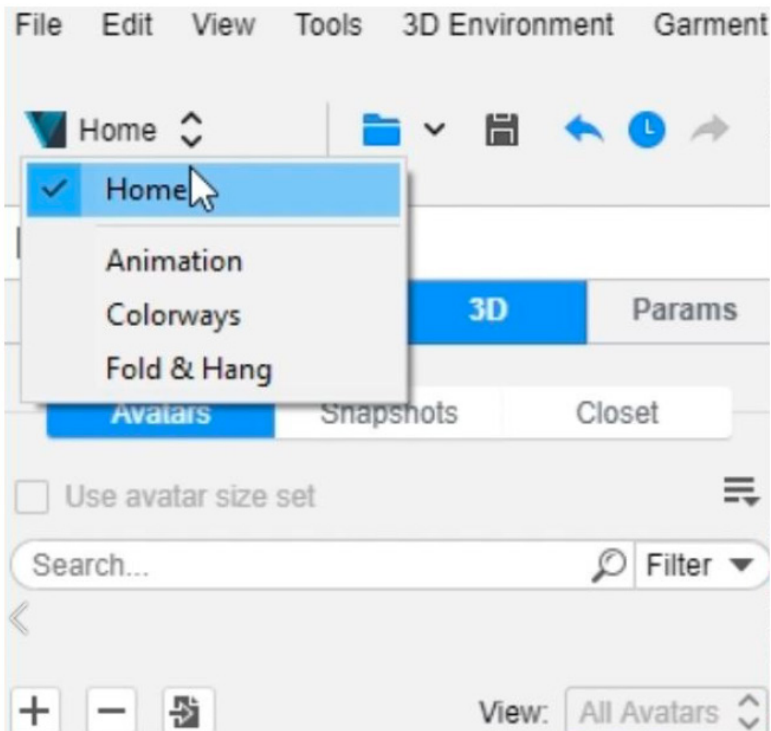 File Edit View Tools 3D Environment Garment
Home
Home
Animation
Colorways
Fold & Hang
3D Params
Avatars Snapshots Closet
Use avatar size set
Search... Filter
View: All Avatars